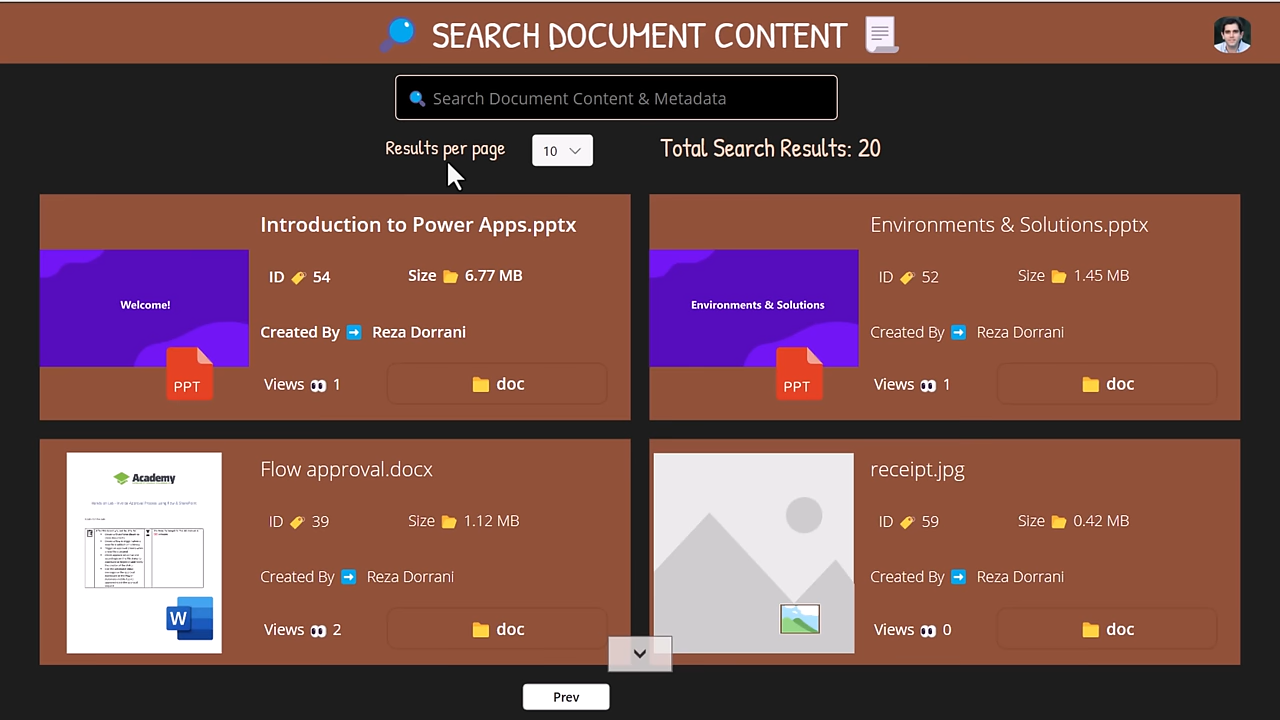 SEARCH DOCUMENT CONTENT
Search Document Content & Metadata
Results per page
10
Total Search Results: 20
Welcome!
PPT
Introduction to Power Apps.pptx
ID 54
Size 6.77 MB
Created By Reza Dorrani
Views 1
doc
Environments & Solutions
PPT
Environments & Solutions.pptx
ID 52
Size 1.45 MB
Created By Reza Dorrani
Views 1
doc
Academy
W
Flow approval.docx
ID 39
Size 1.12 MB
Created By Reza Dorrani
Views 2
doc
receipt.jpg
ID 59
Size 0.42 MB
Created By Reza Dorrani
Views 0
doc
Prev